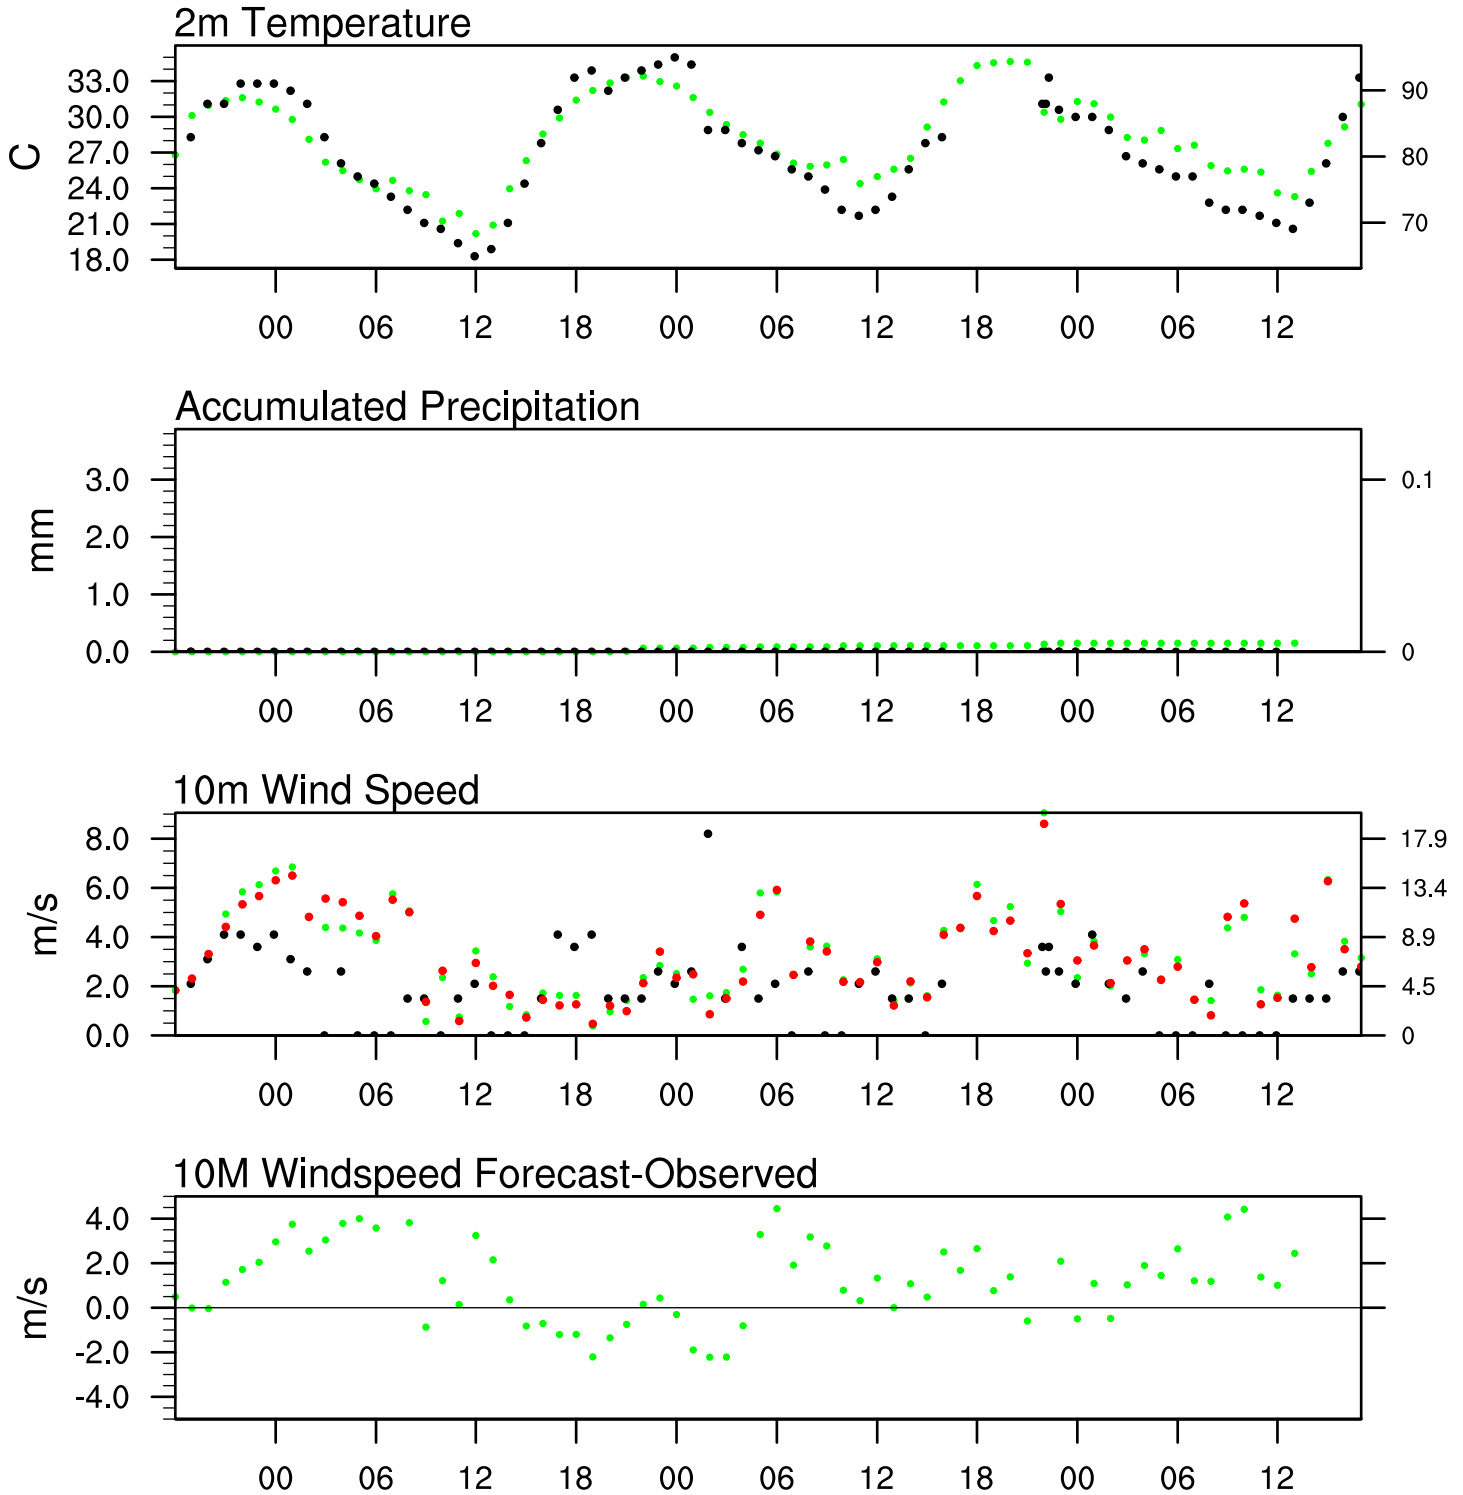 2m Temperature
33.0
30.0
27.0
24.0
21.0
18.0
C
90
80
70
00 06 12 18 00 06 12 18 00 06 12
Accumulated Precipitation
3.0
2.0
1.0
0.0
mm
0.1
0
00 06 12 18 00 06 12 18 00 06 12
10m Wind Speed
8.0
6.0
4.0
2.0
0.0
m/s
17.9
13.4
8.9
4.5
0
00 06 12 18 00 06 12 18 00 06 12
10M Windspeed Forecast-Observed
4.0
2.0
0.0
-2.0
-4.0
m/s
00 06 12 18 00 06 12 18 00 06 12